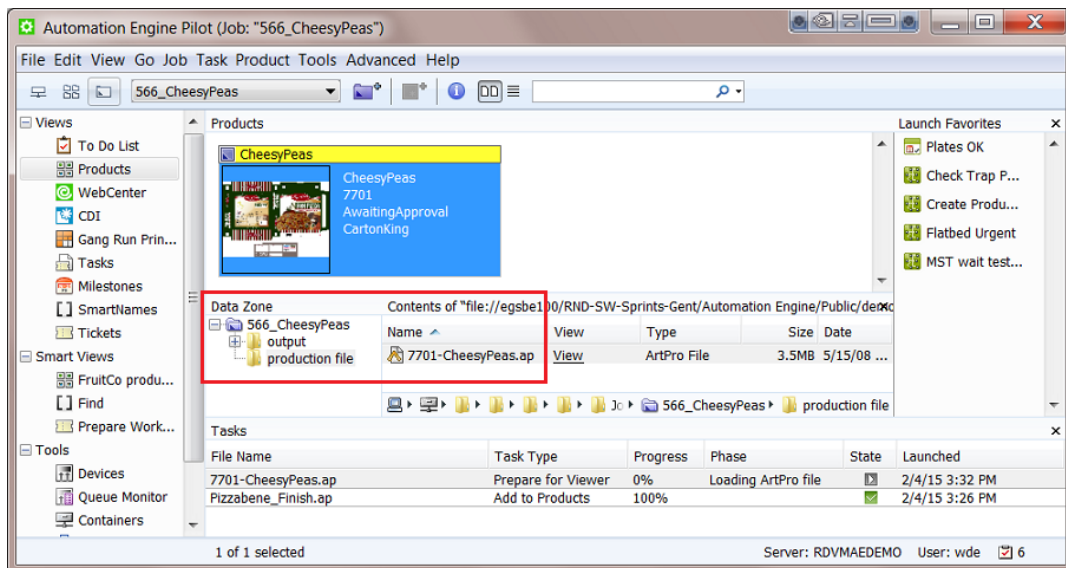 Automation Engine Pilot (Job: "566_CheesyPeas")
File Edit View Go Job Task Product Tools Advanced Help
566_CheesyPeas
Views
To Do List
Products
WebCenter
CDI
Gang Run Prin...
Tasks
Milestones
SmartNames
Tickets
Smart Views
FruitCo produ...
Find
Prepare Work...
Tools
Devices
Queue Monitor
Containers
Products
CheesyPeas
CheesyPeas
7701
AwaitingApproval
CartonKing
Launch Favorites
Plates OK
Check Trap P...
Create Produ...
Flatbed Urgent
MST wait test...
Data Zone
566_CheesyPeas
output
production file
Contents of "file://egsbe100/RND-SW-Sprints-Gent/Automation Engine/Public/demo
Name View Type Size Date
7701-CheesyPeas.ap View ArtPro File 3.5MB 5/15/08 ...
Jo 566_CheesyPeas production file
Tasks
File Name Task Type Progress Phase State Launched
7701-CheesyPeas.ap Prepare for Viewer 0% Loading ArtPro file 2/4/15 3:32 PM
Pizzabene_Finish.ap Add to Products 100% 2/4/15 3:26 PM
1 of 1 selected Server: RDVMAEDEMO User: wde 6